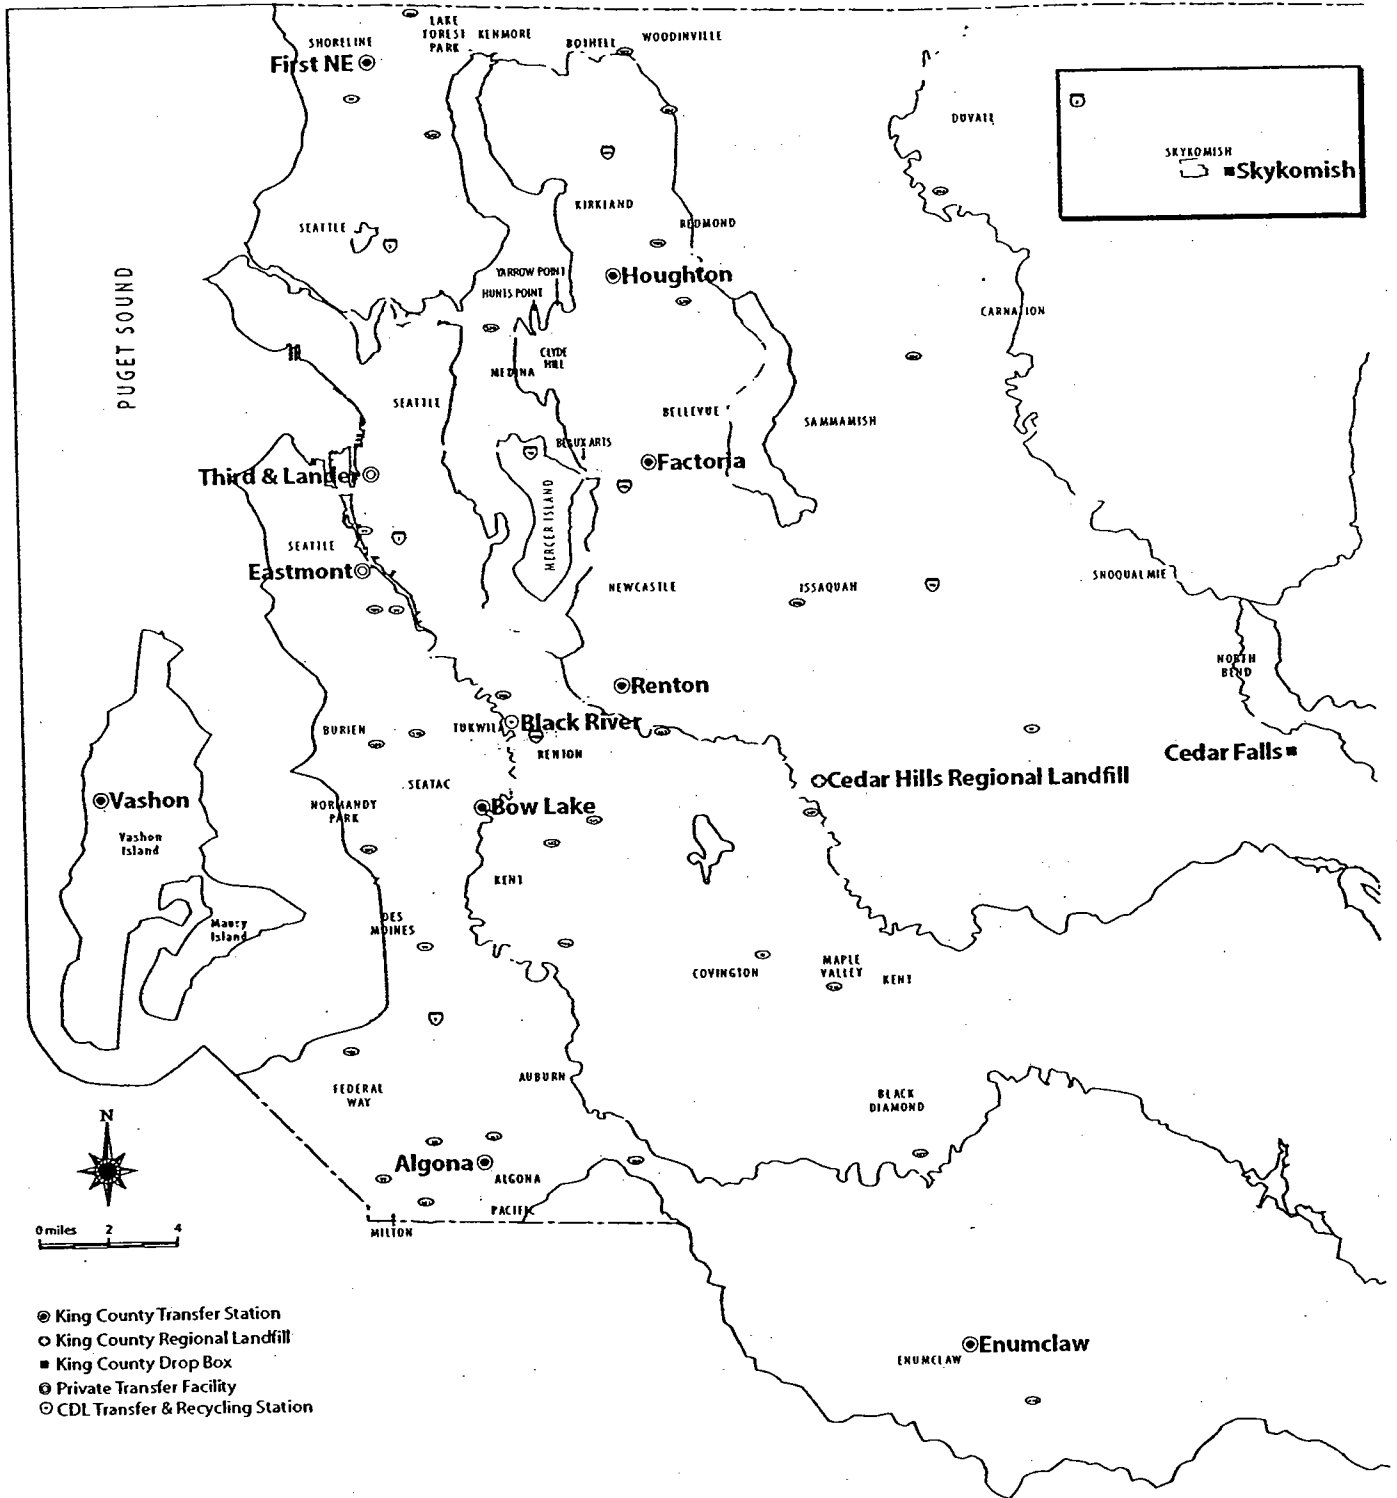 LAKE
FOREST
PARK
KENMORE
BOTHELL
WOODINVILLE
SHORELINE
First NE
DUVALL
SKYKOMISH
Skykomish
KIRKLAND
REDMOND
SEATTLE
YARROW POINT
Houghton
HUNTS POINT
PUGET SOUND
CARNATION
CLYDE
HILL
MEDINA
SEATTLE
BELLEVUE
SAMMAMISH
BEAUX ARTS
Factoria
Third & Lander
MERCER ISLAND
SEATTLE
Eastmont
NEWCASTLE
ISSAQUAH
SNOQUALMIE
NORTH
BEND
Renton
BURIEN
TUKWILA
Black River
RENTON
Cedar Falls
SEATAC
Cedar Hills Regional Landfill
Vashon
NORMANDY
PARK
Bow Lake
Vashon
Island
KENT
DES
MOINES
Maury
Island
COVINGTON
MAPLE
VALLEY
KENT
AUBURN
FEDERAL
WAY
BLACK
DIAMOND
N
Algona
ALGONA
PACIFIC
MILTON
0 miles 2 4
King County Transfer Station
King County Regional Landfill
King County Drop Box
Private Transfer Facility
CDL Transfer & Recycling Station
Enumclaw
ENUMCLAW